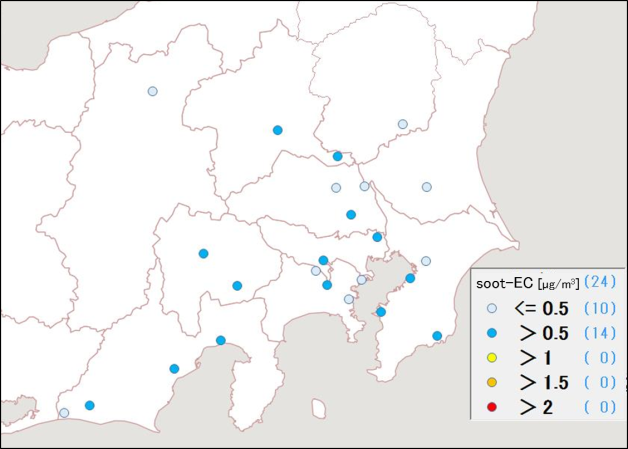 soot-EC [μg/m³] (24)
<= 0.5 (10)
> 0.5 (14)
> 1 ( 0)
> 1.5 ( 0)
> 2 ( 0)